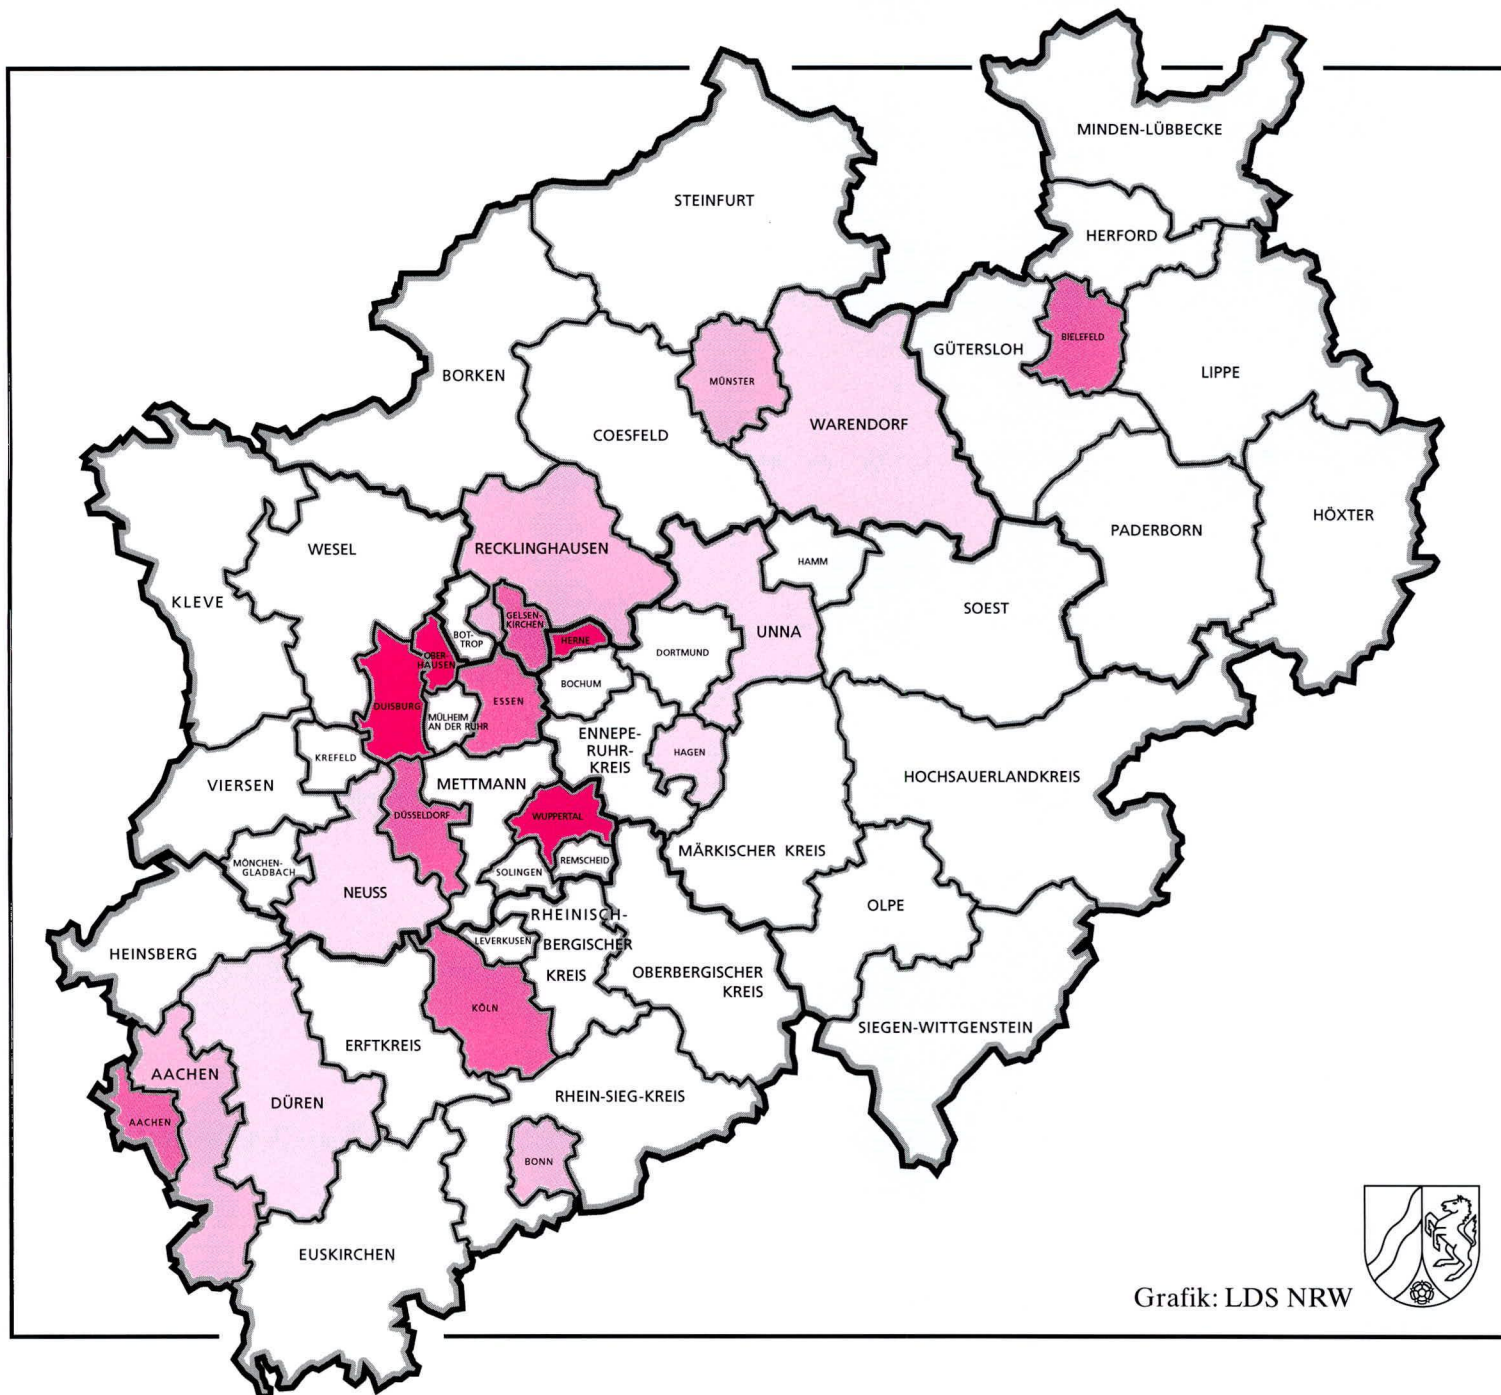 MINDEN-LÜBBECKE
STEINFURT
HERFORD
BIELEFELD
GÜTERSLOH
LIPPE
BORKEN
MÜNSTER
WARENDORF
COESFELD
HÖXTER
PADERBORN
WESEL
RECKLINGHAUSEN
HAMM
KLEVE
SOEST
GELSEN-
KIRCHEN
UNNA
BOT-
TROP
HERNE
DORTMUND
OBER-
HAUSEN
BOCHUM
DUISBURG
ESSEN
MÜLHEIM
AN DER RUHR
ENNEPE-
RUHR-
KREIS
HAGEN
KREFELD
HOCHSAUERLANDKREIS
VIERSEN
METTMANN
DÜSSELDORF
WUPPERTAL
MÄRKISCHER KREIS
MÖNCHEN-
GLADBACH
REMSCHEID
SOLINGEN
NEUSS
OLPE
RHEINISCH-
BERGISCHER
KREIS
LEVERKUSEN
HEINSBERG
OBERBERGISCHER
KREIS
KÖLN
SIEGEN-WITTGENSTEIN
ERFTKREIS
AACHEN
RHEIN-SIEG-KREIS
DÜREN
AACHEN
BONN
EUSKIRCHEN
Grafik: LDS NRW